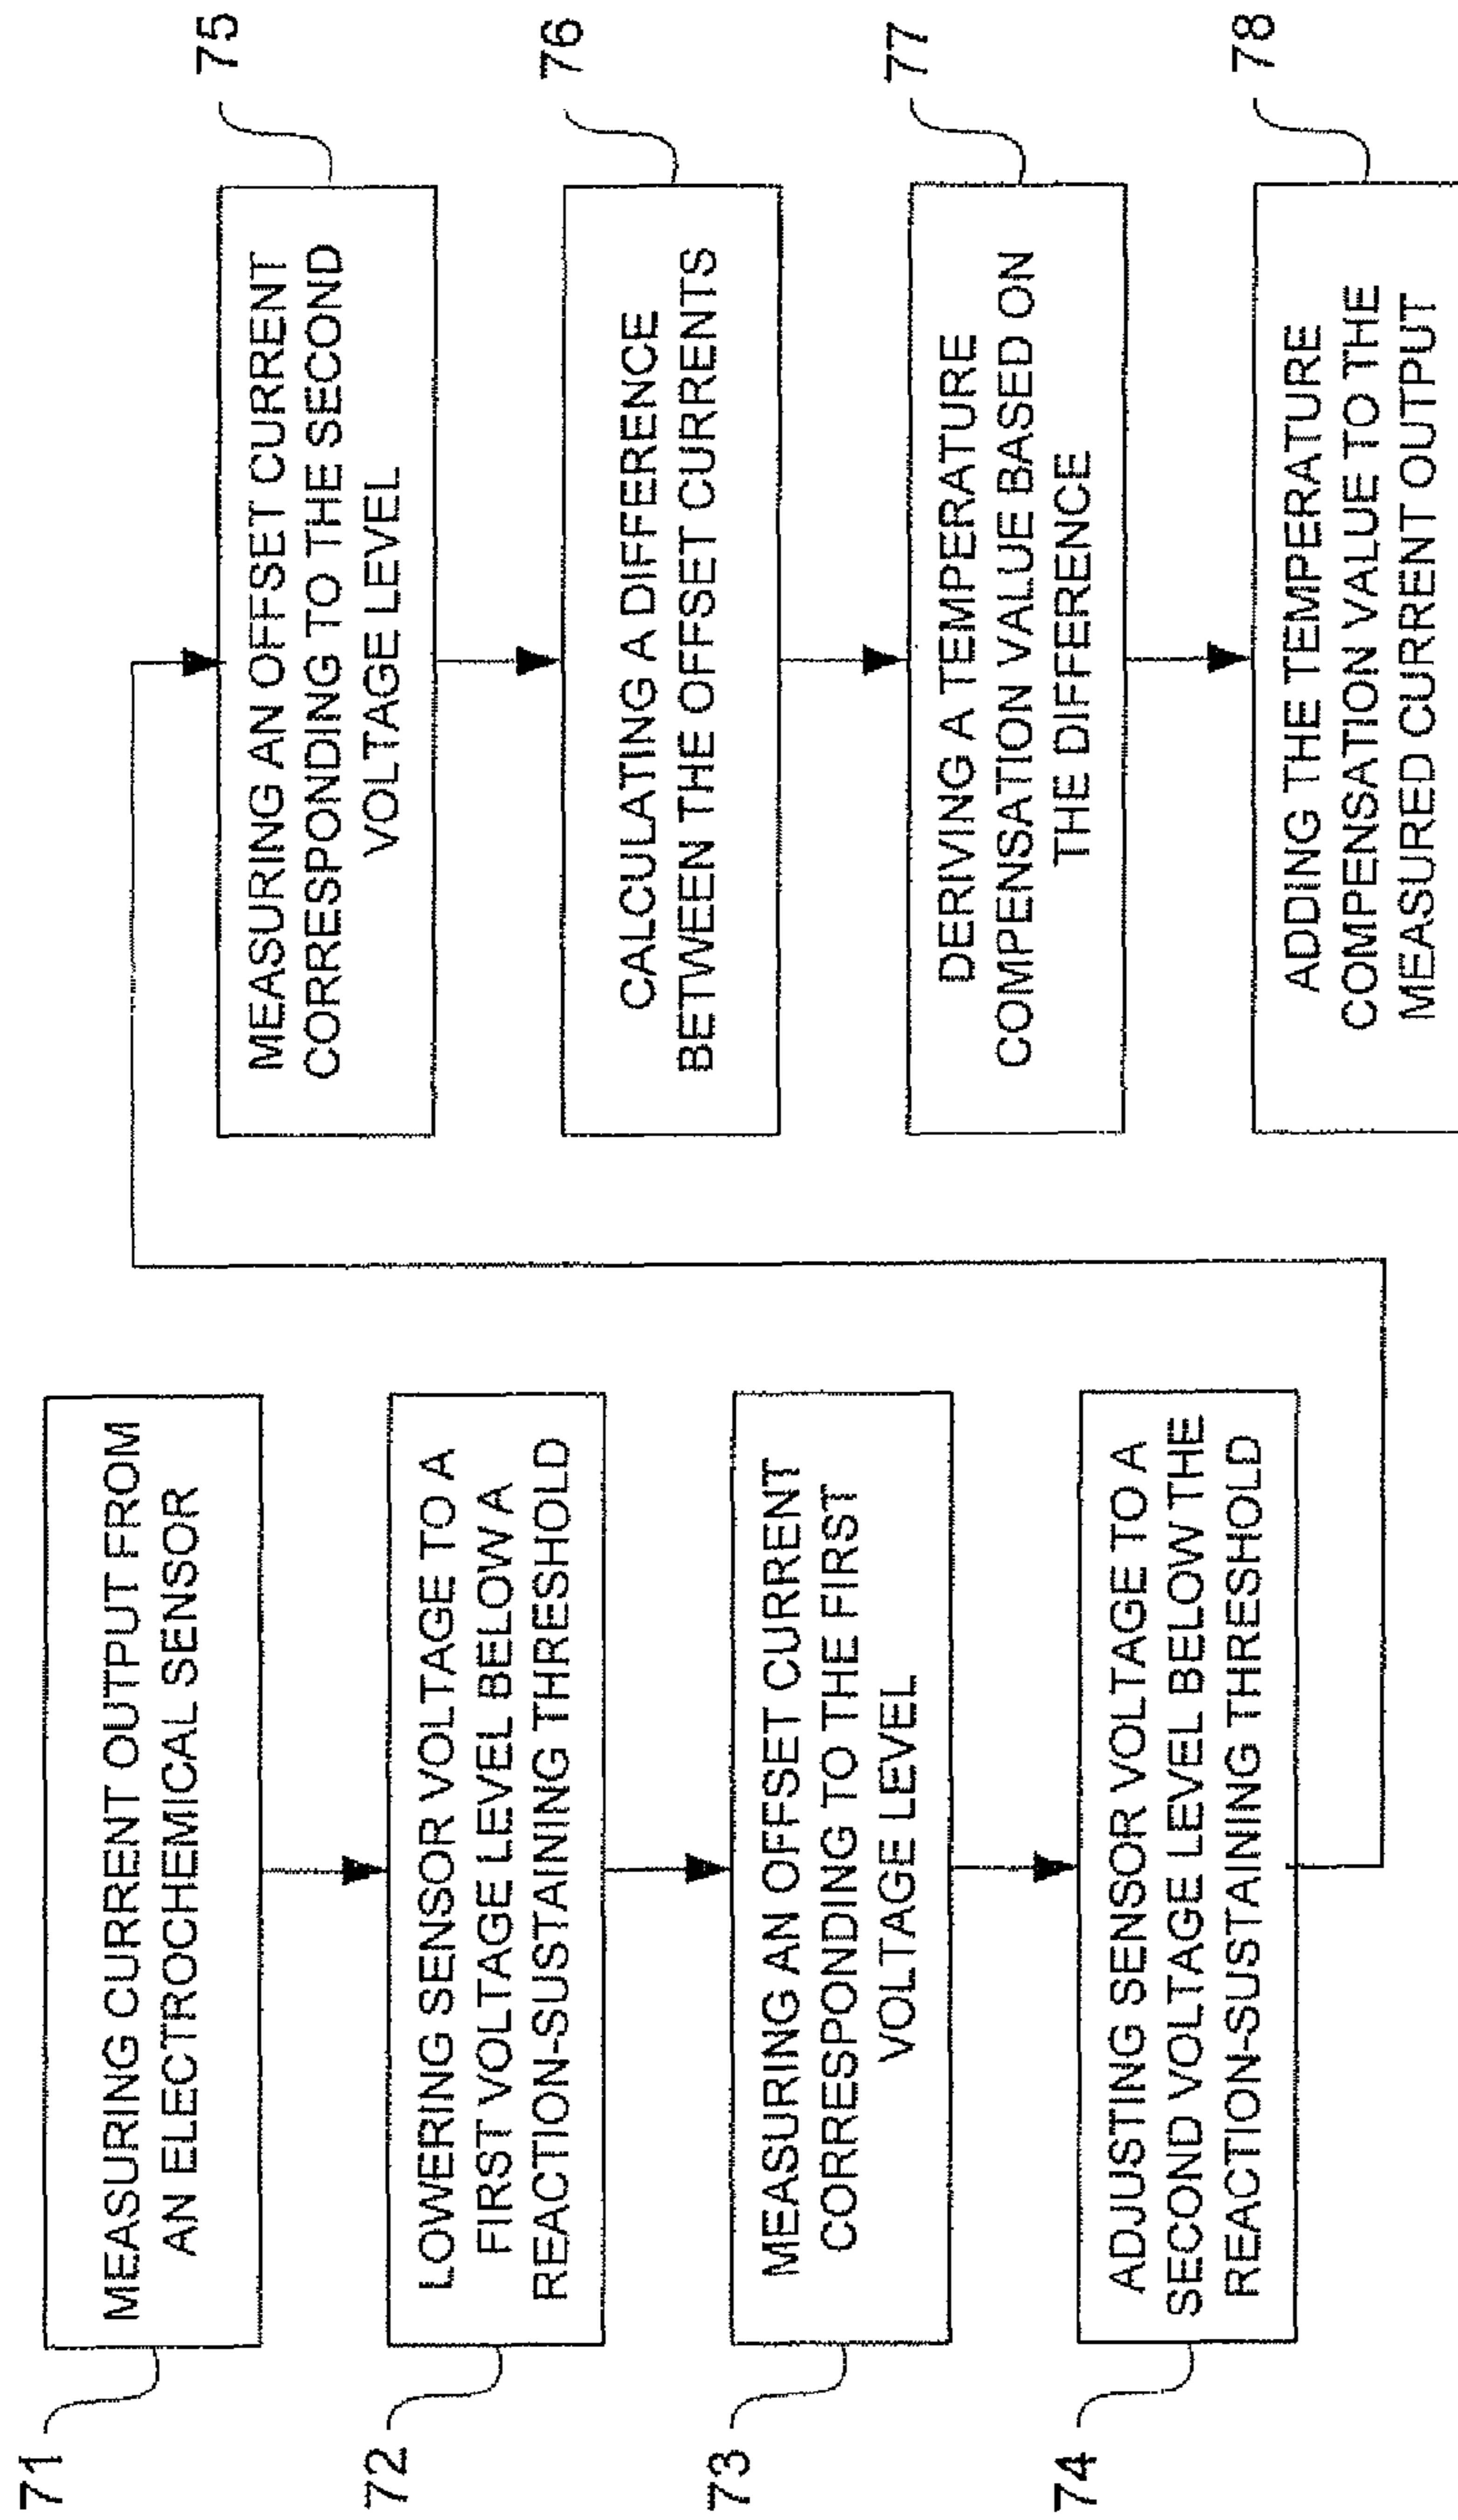 71
MEASURING CURRENT OUTPUT FROM
AN ELECTROCHEMICAL SENSOR
72
LOWERING SENSOR VOLTAGE TO A
FIRST VOLTAGE LEVEL BELOW A
REACTION-SUSTAINING THRESHOLD
73
MEASURING AN OFFSET CURRENT
CORRESPONDING TO THE FIRST
VOLTAGE LEVEL
74
ADJUSTING SENSOR VOLTAGE TO A
SECOND VOLTAGE LEVEL BELOW THE
REACTION-SUSTAINING THRESHOLD
75
MEASURING AN OFFSET CURRENT
CORRESPONDING TO THE SECOND
VOLTAGE LEVEL
76
CALCULATING A DIFFERENCE
BETWEEN THE OFFSET CURRENTS
77
DERIVING A TEMPERATURE
COMPENSATION VALUE BASED ON
THE DIFFERENCE
78
ADDING THE TEMPERATURE
COMPENSATION VALUE TO THE
MEASURED CURRENT OUTPUT